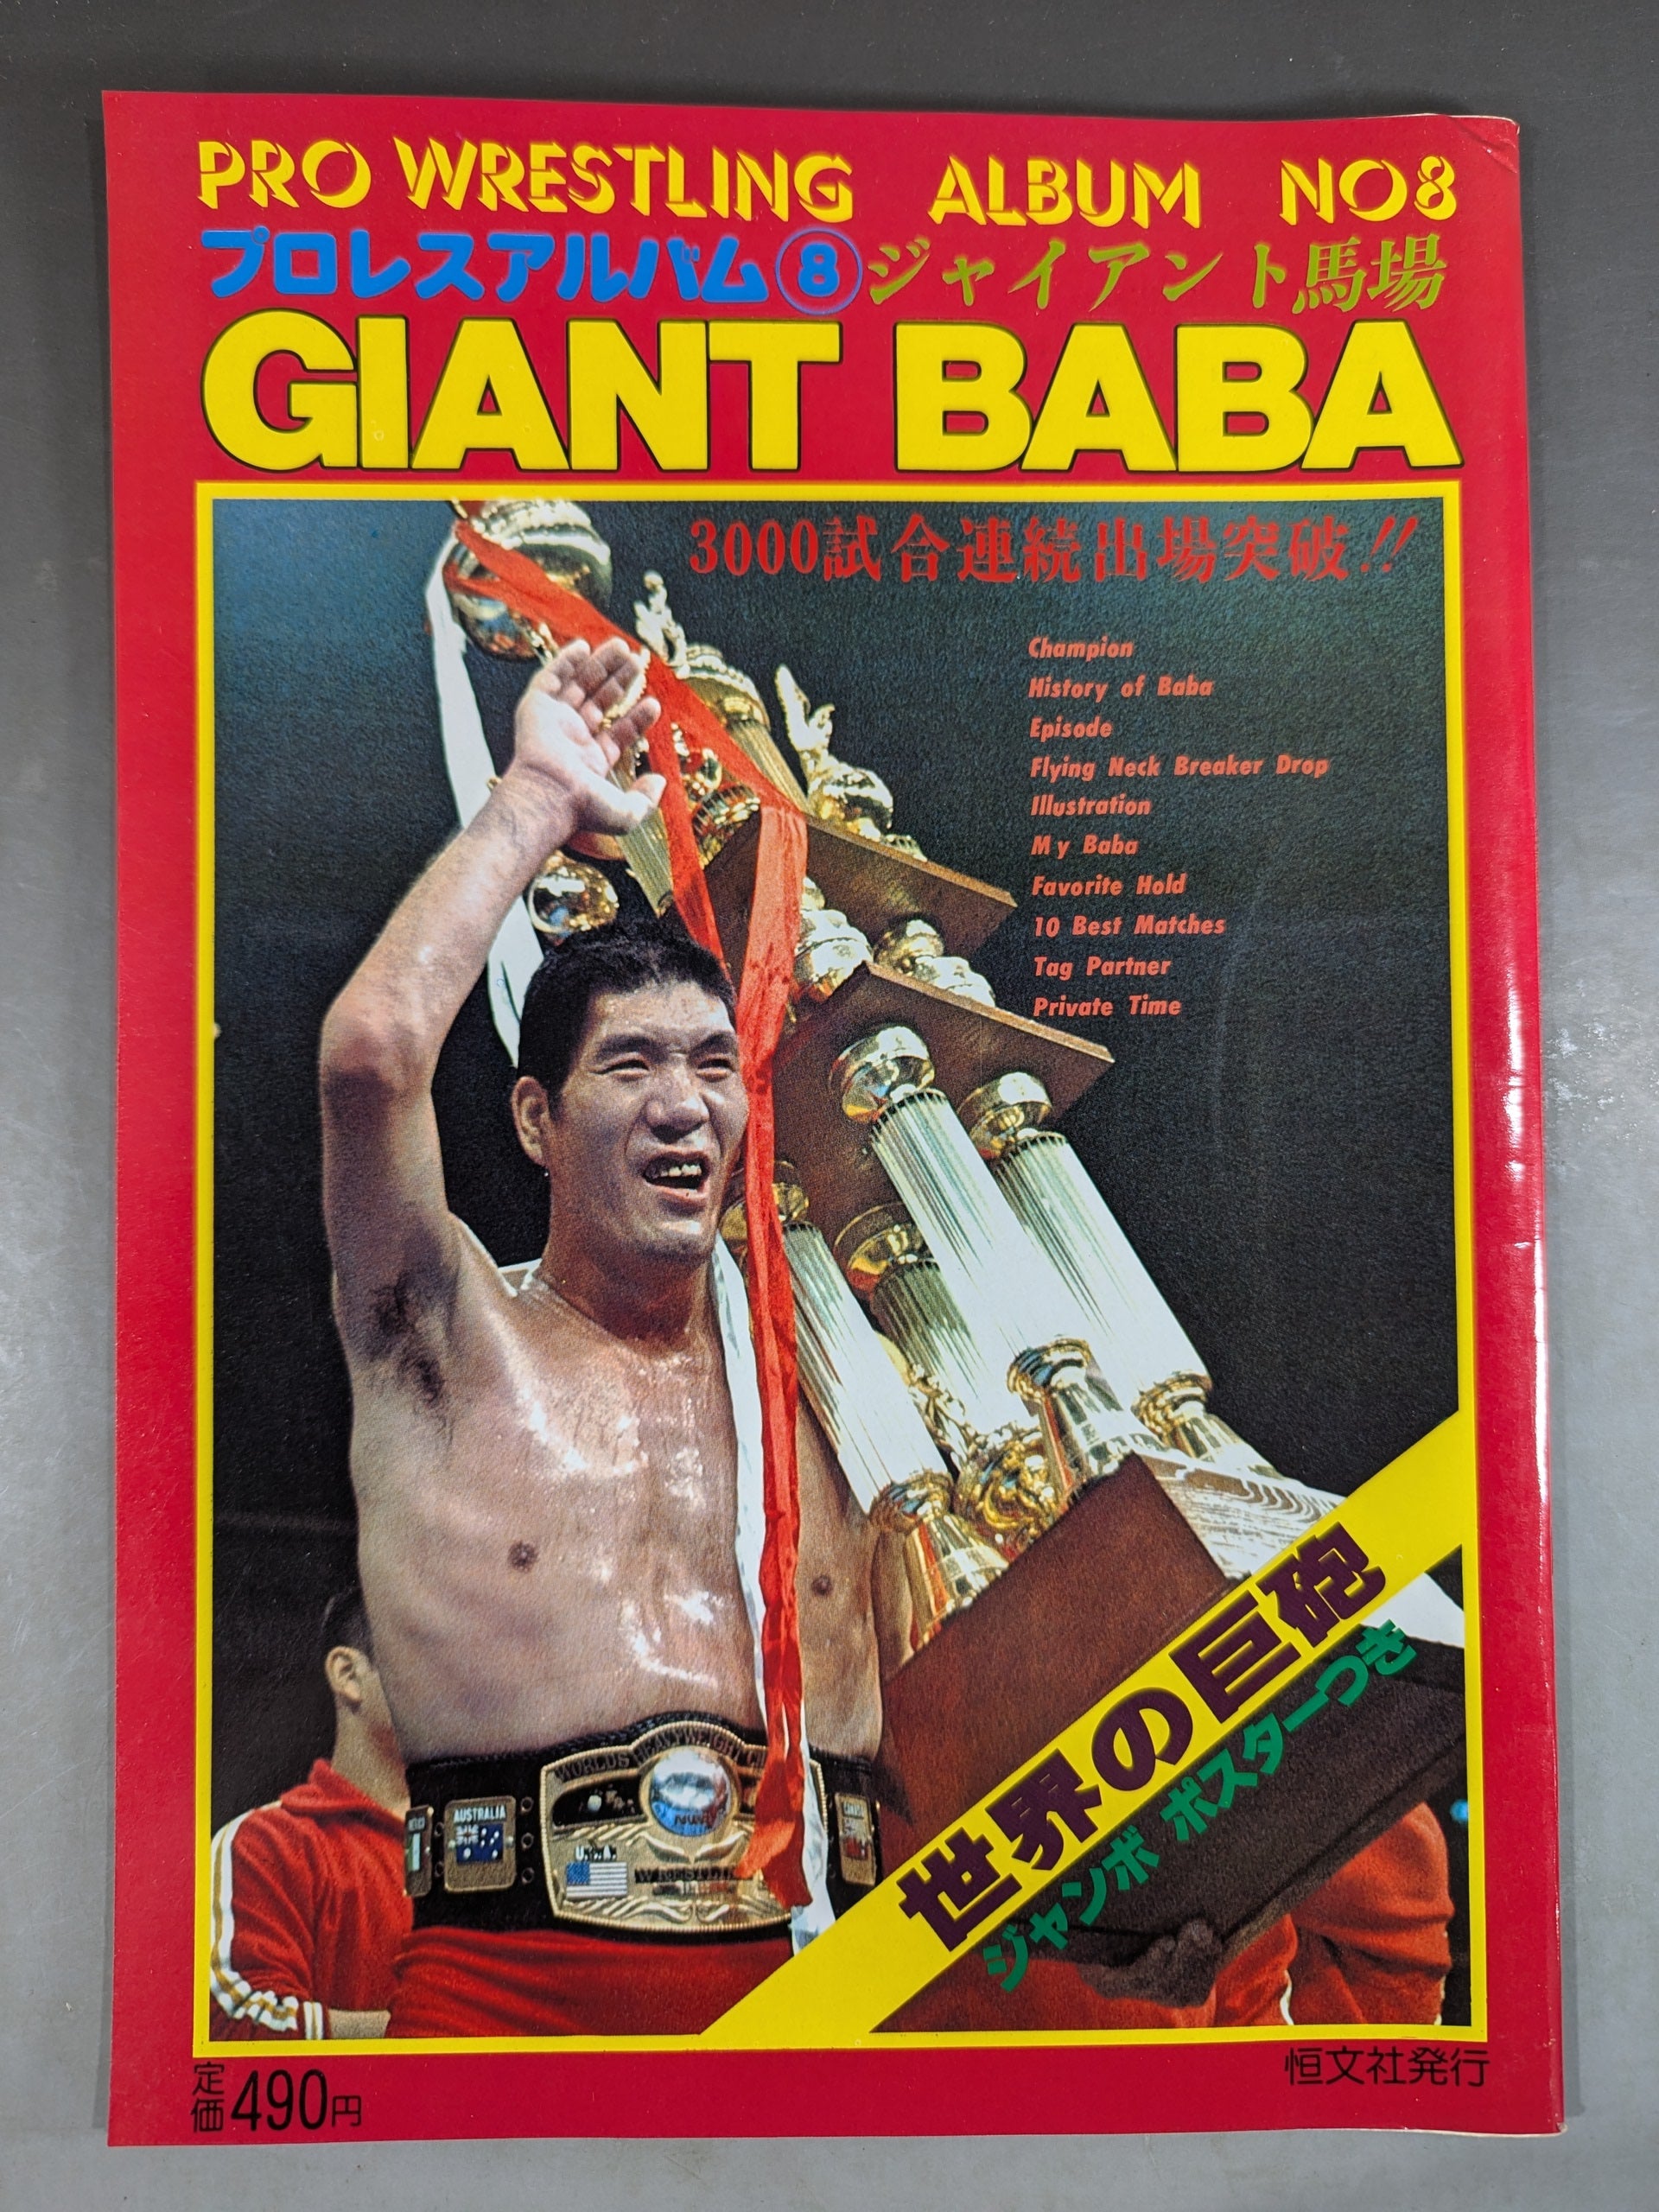 PRO WRESTLING ALBUM NO8
プロレスアルバム⑧ジャイアント馬場
GIANT BABA
3000試合連続出場突破!!
Champion
History of Baba
Episode
Flying Neck Breaker Drop
Illustration
My Baba
Favorite Hold
10 Best Matches
Tag Partner
Private Time
世界の巨砲
ジャンボ ポスターつき
WORLDS HEAVYWEIGHT
AUSTRALIA
U.S.A.
定価490円
恒文社発行